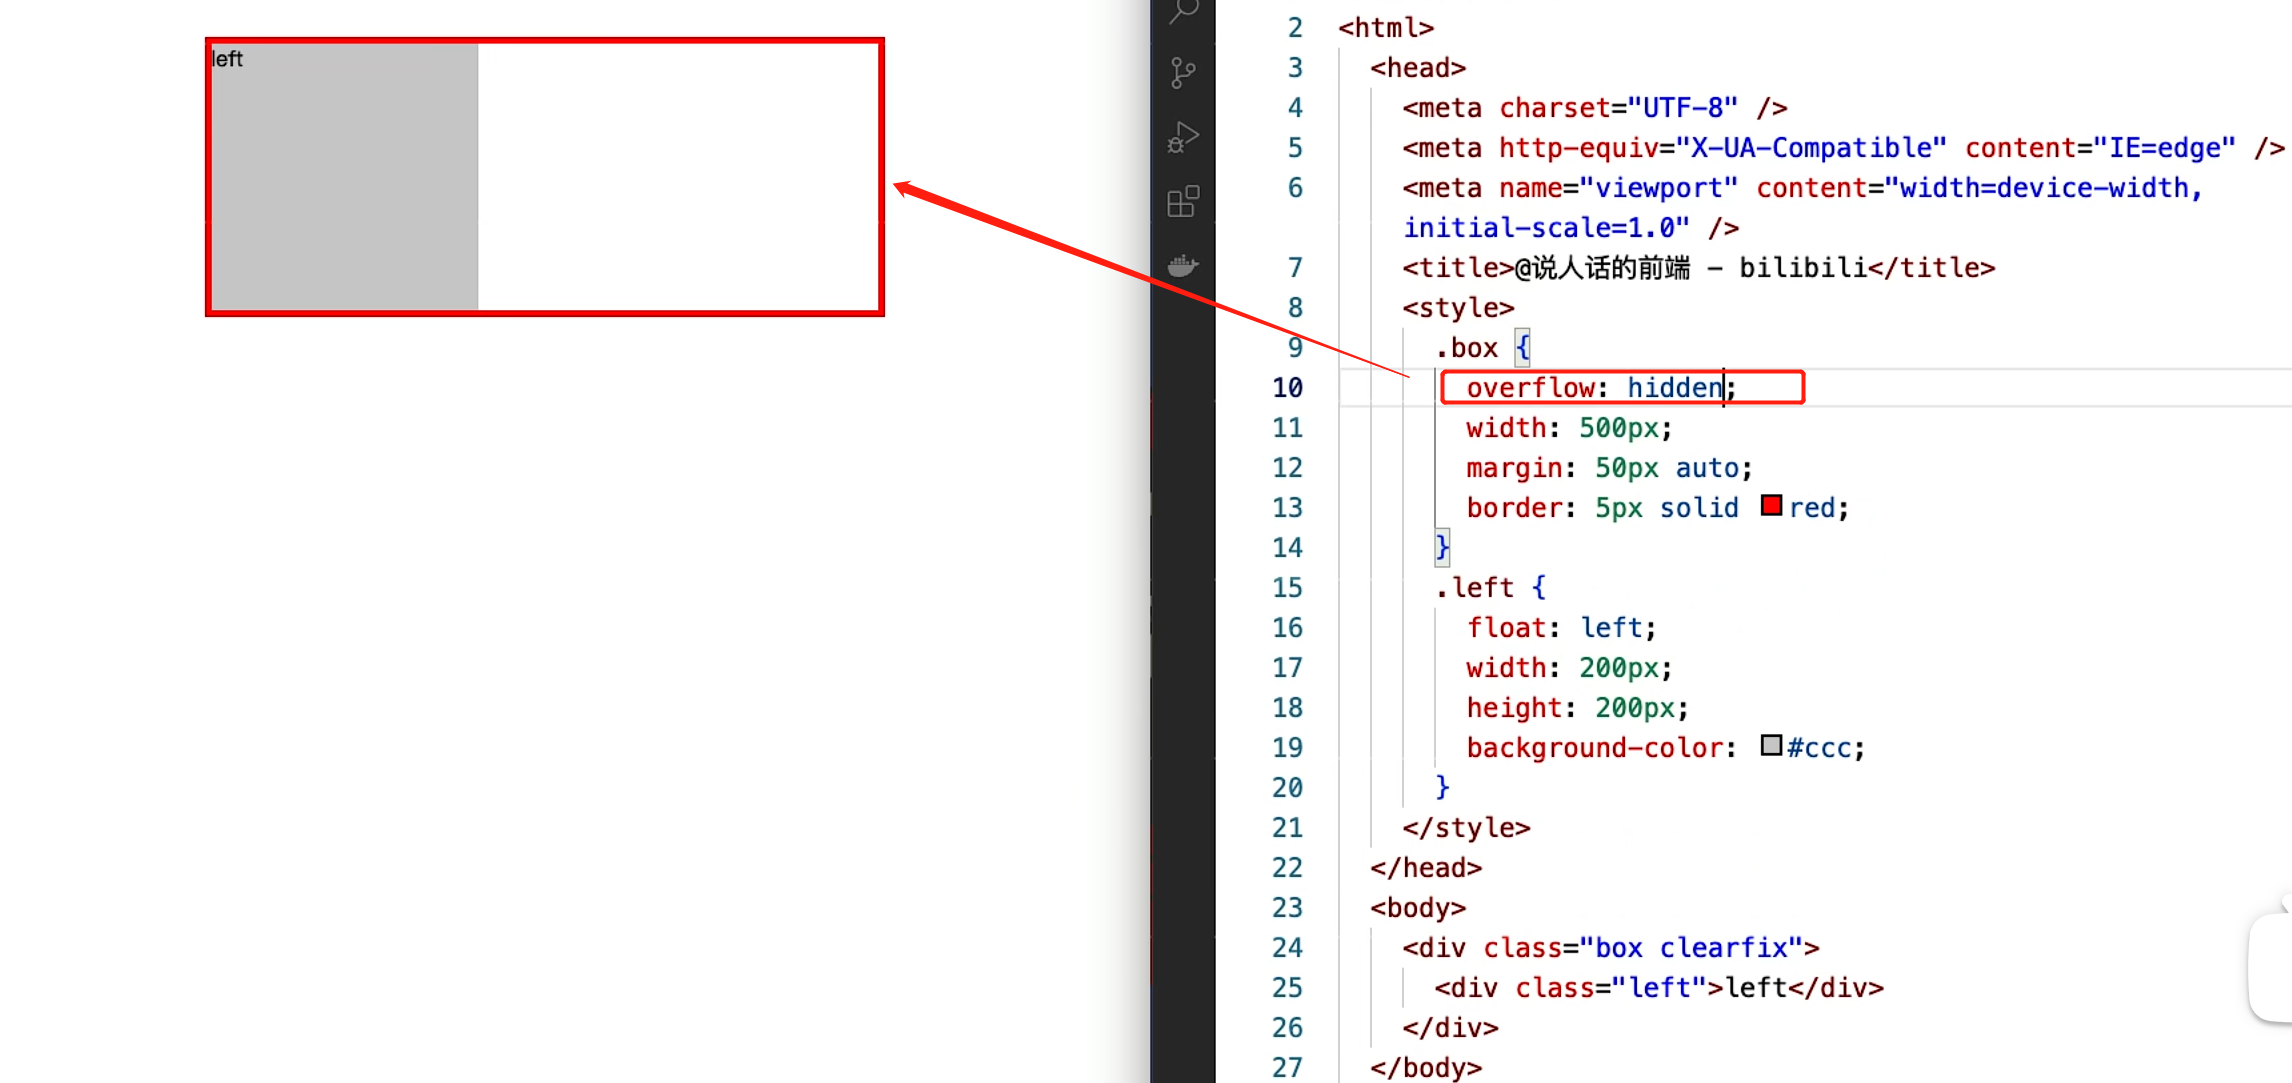 left
2 <html>
3 <head>
4 <meta charset="UTF-8" />
5 <meta http-equiv="X-UA-Compatible" content="IE=edge" />
6 <meta name="viewport" content="width=device-width,
initial-scale=1.0" />
7 <title>@说人话的前端 - bilibili</title>
8 <style>
9 .box {
10 overflow: hidden;
11 width: 500px;
12 margin: 50px auto;
13 border: 5px solid red;
14 }
15 .left {
16 float: left;
17 width: 200px;
18 height: 200px;
19 background-color: #ccc;
20 }
21 </style>
22 </head>
23 <body>
24 <div class="box clearfix">
25 <div class="left">left</div>
26 </div>
27 </body>